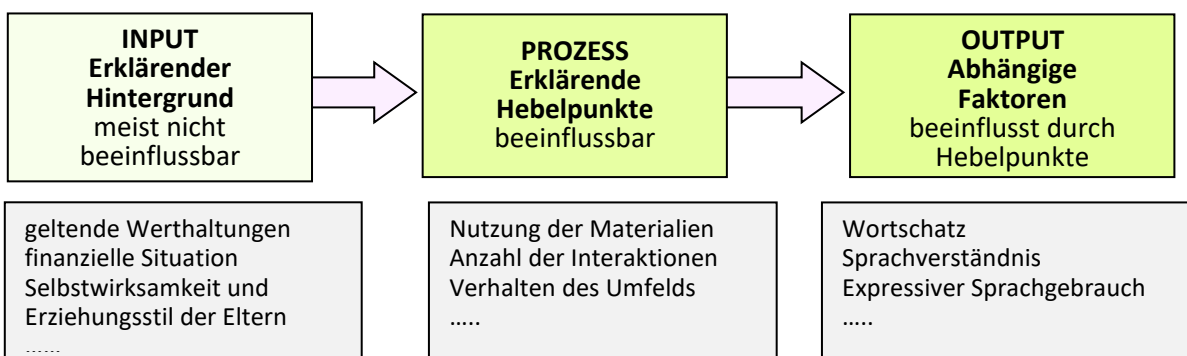 INPUT
Erklärender
Hintergrund
meist nicht
beeinflussbar
PROZESS
Erklärende
Hebelpunkte
beeinflussbar
OUTPUT
Abhängige
Faktoren
beeinflusst durch
Hebelpunkte
geltende Werthaltungen
finanzielle Situation
Selbstwirksamkeit und
Erziehungsstil der Eltern
......
Nutzung der Materialien
Anzahl der Interaktionen
Verhalten des Umfelds
.....
Wortschatz
Sprachverständnis
Expressiver Sprachgebrauch
.....